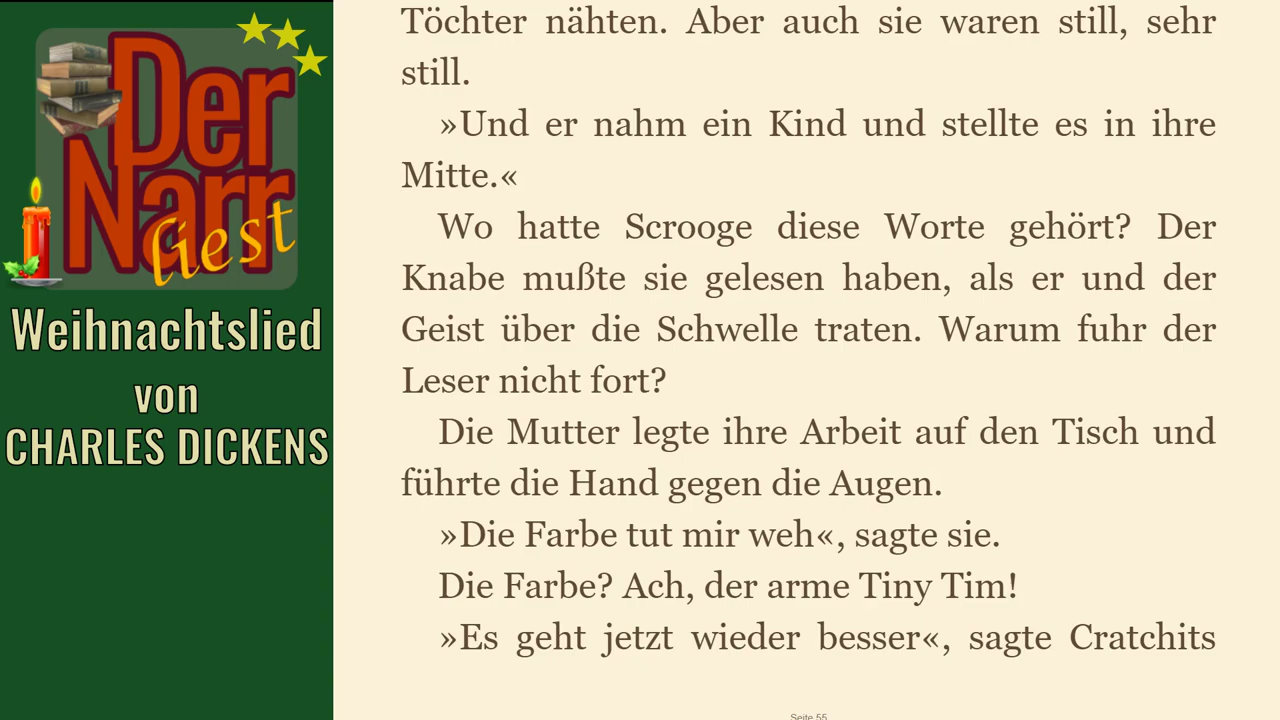 Der
Narr
liest
Weihnachtslied
von
CHARLES DICKENS
Töchter nähten. Aber auch sie waren still, sehr
still.
»Und er nahm ein Kind und stellte es in ihre
Mitte.«
Wo hatte Scrooge diese Worte gehört? Der
Knabe mußte sie gelesen haben, als er und der
Geist über die Schwelle traten. Warum fuhr der
Leser nicht fort?
Die Mutter legte ihre Arbeit auf den Tisch und
führte die Hand gegen die Augen.
»Die Farbe tut mir weh«, sagte sie.
Die Farbe? Ach, der arme Tiny Tim!
»Es geht jetzt wieder besser«, sagte Cratchits
Seite 55